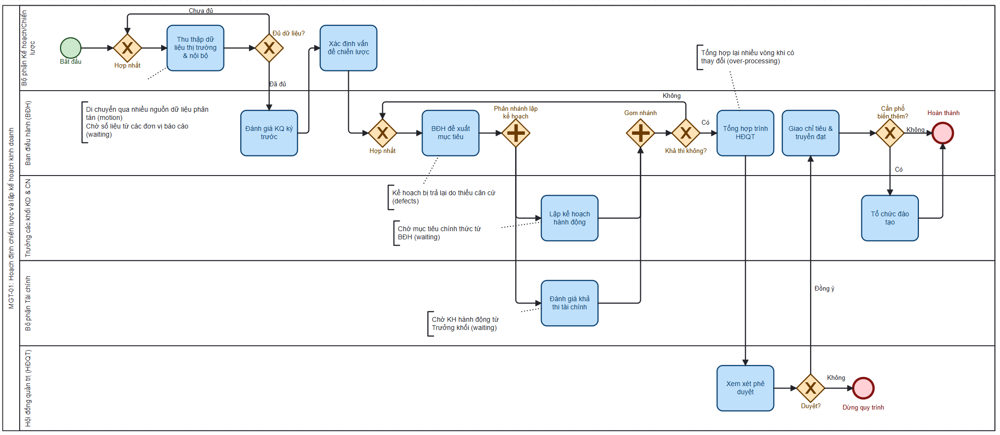 MGT-01: Hoạch định chiến lược và lập kế hoạch kinh doanh
Bộ phận Kế hoạch/Chiến
lược
Bắt đầu
Hợp nhất
Chưa đủ
Thu thập dữ
liệu thị trường
& nội bộ
Đủ dữ liệu?
Đã đủ
Xác định vấn
đề chiến lược
Tổng hợp lại nhiều vòng khi có
thay đổi (over-processing)
Ban điều hành (BĐH)
Di chuyển qua nhiều nguồn dữ liệu phân
tán (motion)
Chờ số liệu từ các đơn vị báo cáo
(waiting)
Đánh giá KQ kỳ
trước
Hợp nhất
BĐH đề xuất
mục tiêu
Phân nhánh lập
kế hoạch
Gom nhánh
Không
Khả thi không?
Có
Tổng hợp trình
HĐQT
Giao chỉ tiêu &
truyền đạt
Cần phổ
biến thêm?
Không
Hoàn thành
Có
Trưởng các khối KD & CN
Kế hoạch bị trả lại do thiếu căn cứ
(defects)
Chờ mục tiêu chính thức từ
BĐH (waiting)
Lập kế hoạch
hành động
Tổ chức đào
tạo
Bộ phận Tài chính
Chờ KH hành động từ
Trưởng khối (waiting)
Đánh giá khả
thi tài chính
Đồng ý
Hội đồng quản trị (HĐQT)
Xem xét phê
duyệt
Duyệt?
Không
Dừng quy trình